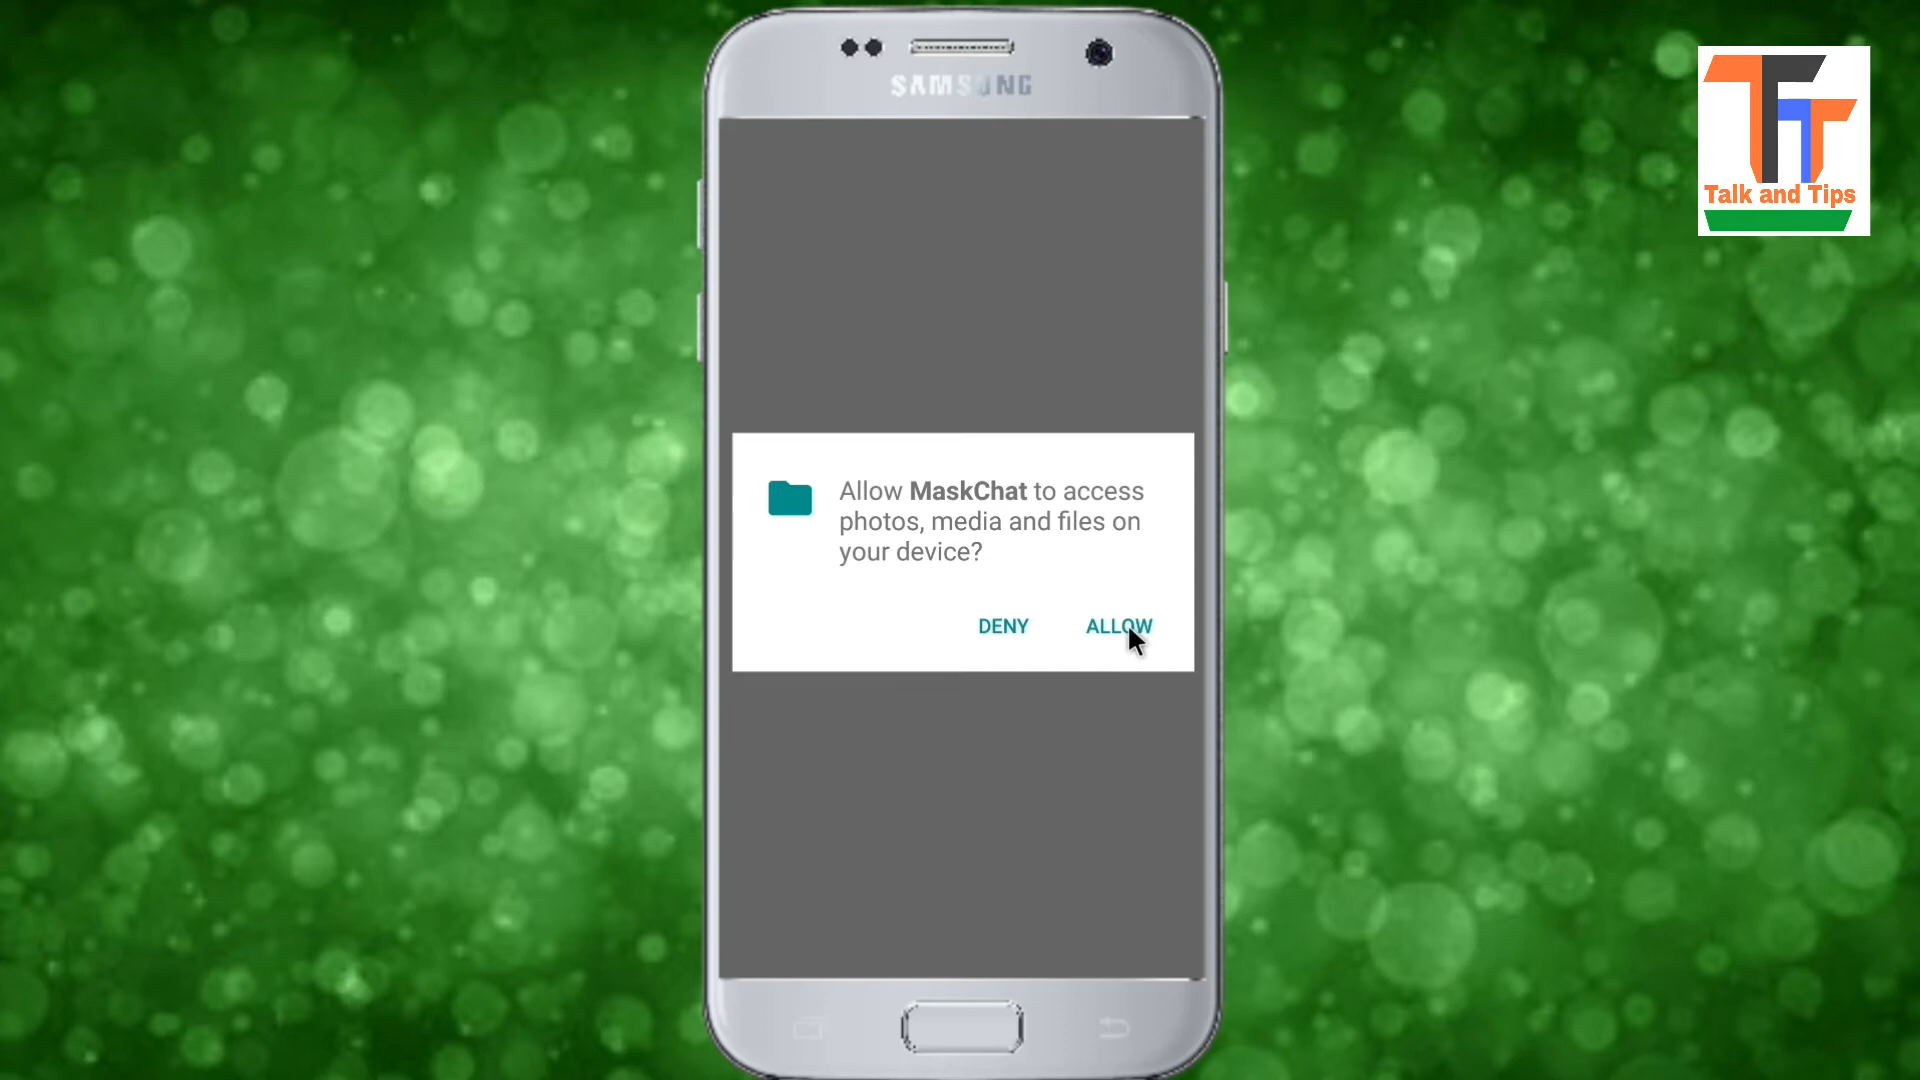 SAMSUNG
Talk and Tips
Allow MaskChat to access
photos, media and files on
your device?
DENY ALLOW